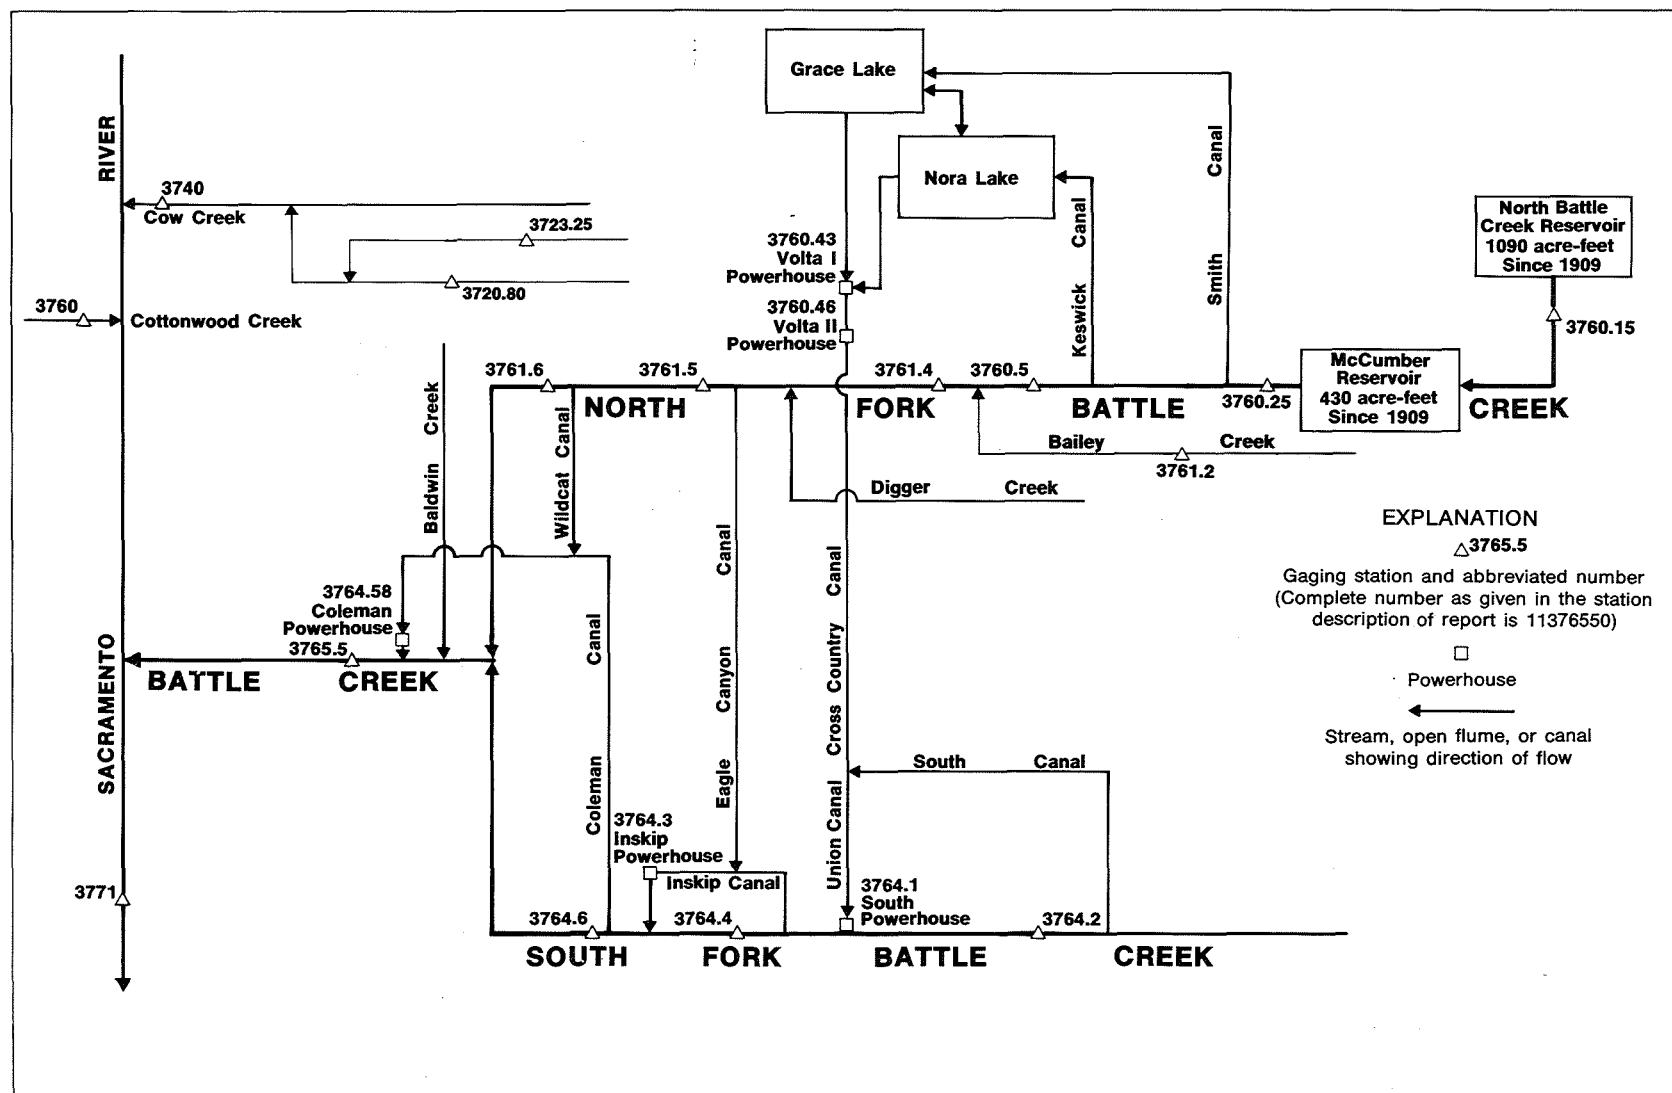 Grace Lake
Nora Lake
Smith Canal
Keswick Canal
North Battle
Creek Reservoir
1090 acre-feet
Since 1909
3760.15
McCumber
Reservoir
430 acre-feet
Since 1909
RIVER
3740
Cow Creek
3723.25
3720.80
3760
Cottonwood Creek
3760.43
Volta I
Powerhouse
3760.46
Volta II
Powerhouse
3761.6
3761.5
3761.4
3760.5
3760.25
NORTH FORK BATTLE CREEK
Bailey Creek
3761.2
Digger Creek
Baldwin Creek
Wildcat Canal
Eagle Canyon Canal
Union Canal Cross Country Canal
Coleman Canal
3764.58
Coleman
Powerhouse
3765.5
BATTLE CREEK
SACRAMENTO
3771
South Canal
3764.3
Inskip
Powerhouse
Inskip Canal
3764.1
South
Powerhouse
3764.6
3764.4
3764.2
SOUTH FORK BATTLE CREEK
EXPLANATION
3765.5
Gaging station and abbreviated number
(Complete number as given in the station
description of report is 11376550)
Powerhouse
Stream, open flume, or canal
showing direction of flow